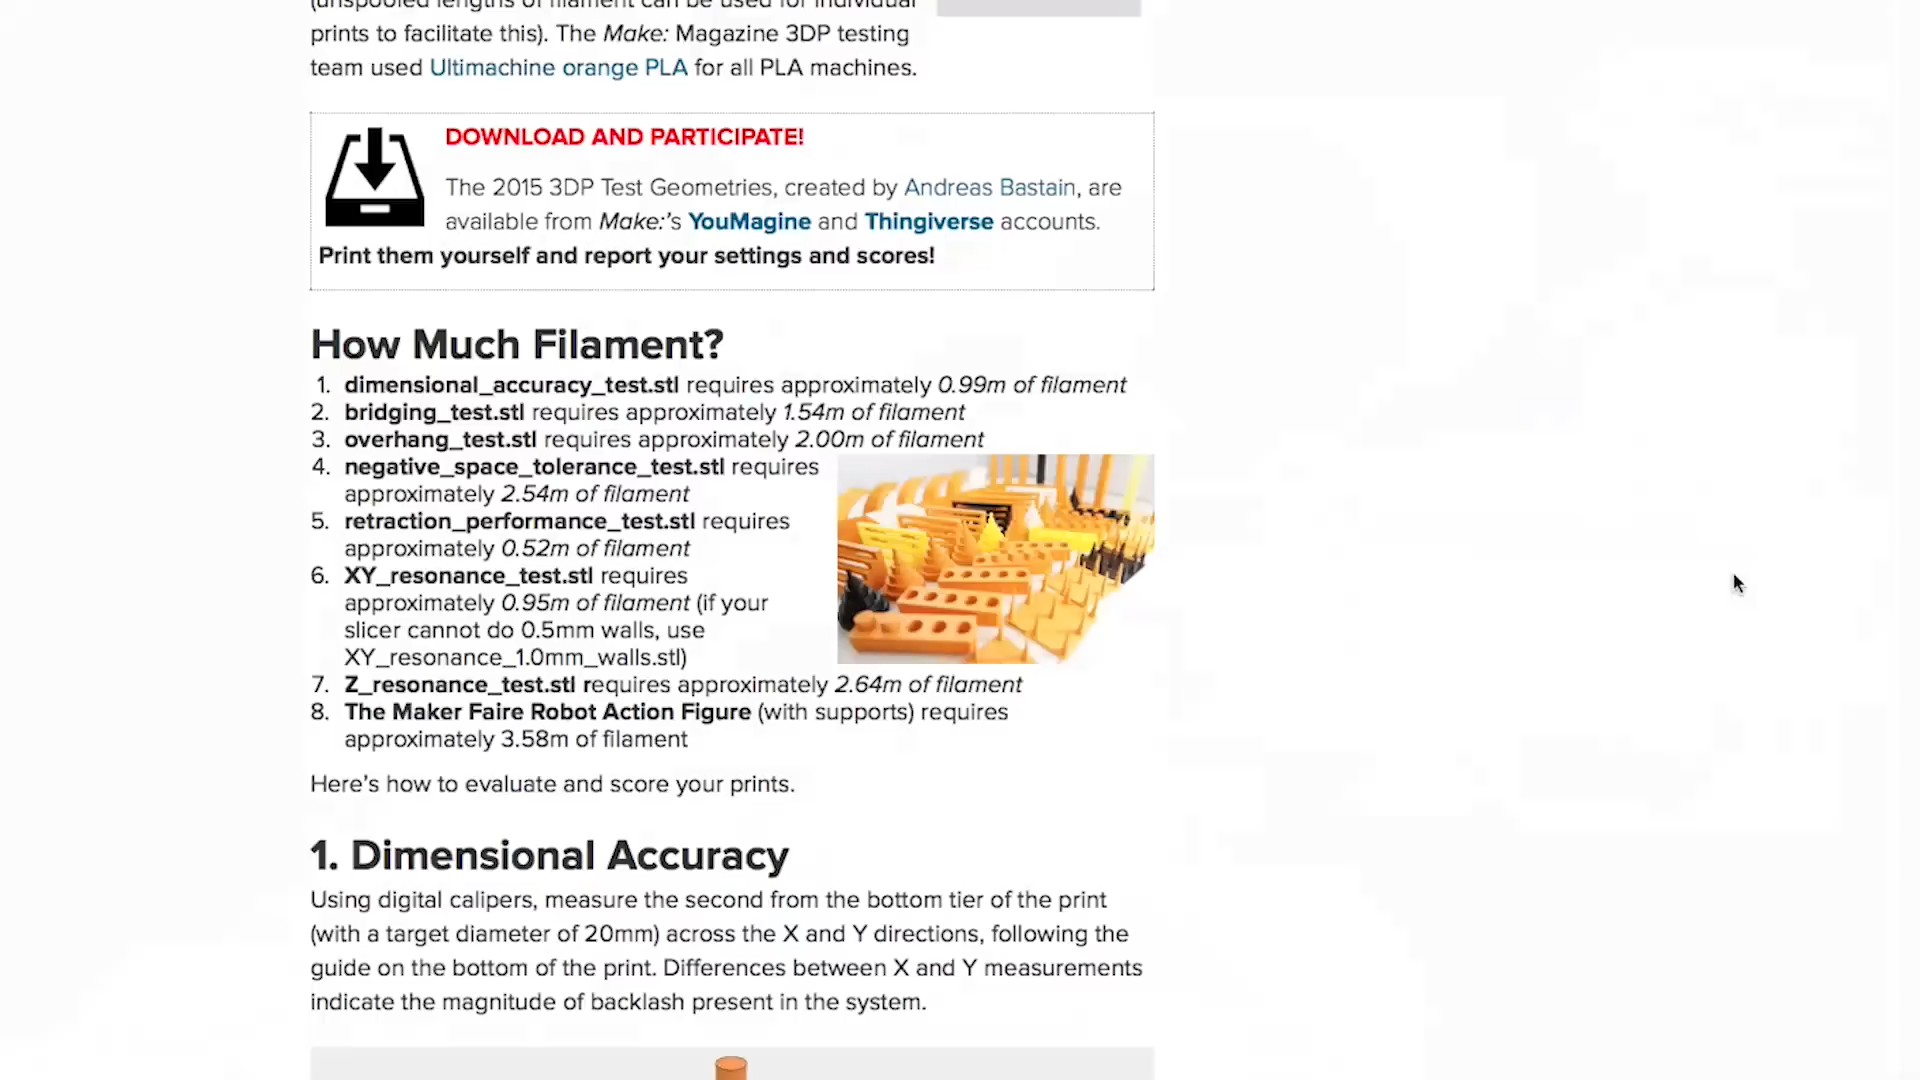 (unspooled lengths of filament can be used for individual
prints to facilitate this). The Make: Magazine 3DP testing
team used Ultimachine orange PLA for all PLA machines.
DOWNLOAD AND PARTICIPATE!
The 2015 3DP Test Geometries, created by Andreas Bastain, are
available from Make:'s YouMagine and Thingiverse accounts.
Print them yourself and report your settings and scores!
How Much Filament?
1. dimensional_accuracy_test.stl requires approximately 0.99m of filament
2. bridging_test.stl requires approximately 1.54m of filament
3. overhang_test.stl requires approximately 2.00m of filament
4. negative_space_tolerance_test.stl requires
approximately 2.54m of filament
5. retraction_performance_test.stl requires
approximately 0.52m of filament
6. XY_resonance_test.stl requires
approximately 0.95m of filament (if your
slicer cannot do 0.5mm walls, use
XY_resonance_1.0mm_walls.stl)
7. Z_resonance_test.stl requires approximately 2.64m of filament
8. The Maker Faire Robot Action Figure (with supports) requires
approximately 3.58m of filament
Here's how to evaluate and score your prints.
1. Dimensional Accuracy
Using digital calipers, measure the second from the bottom tier of the print
(with a target diameter of 20mm) across the X and Y directions, following the
guide on the bottom of the print. Differences between X and Y measurements
indicate the magnitude of backlash present in the system.